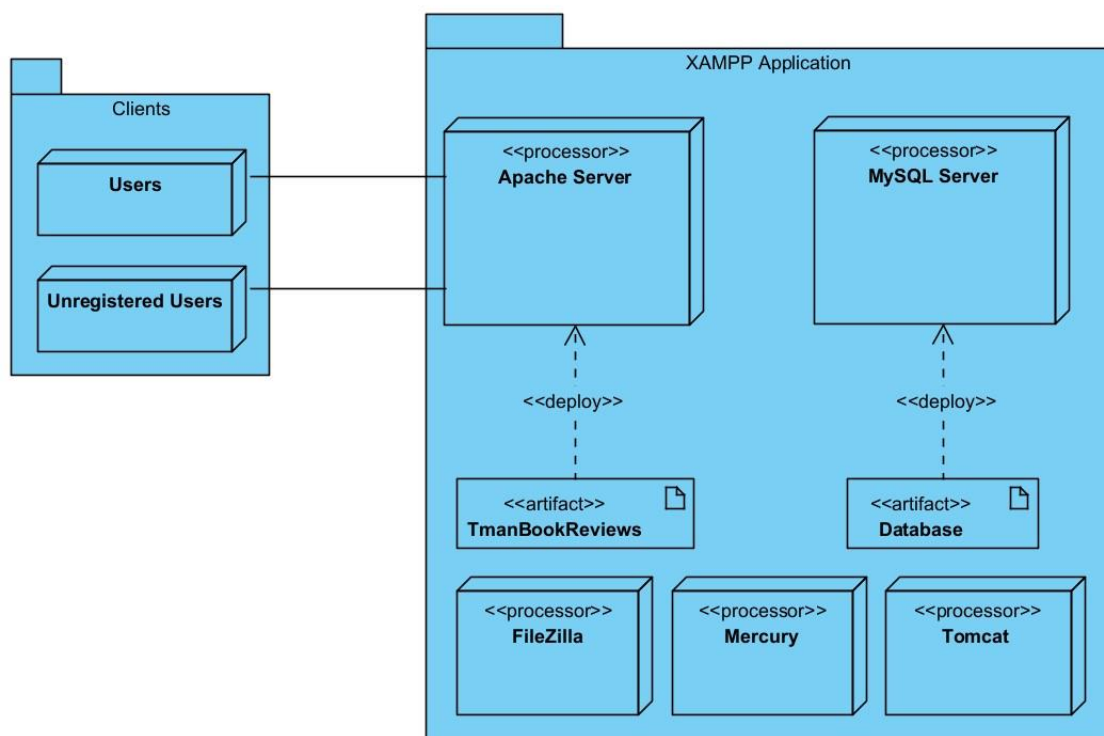 Clients
Users
Unregistered Users
XAMPP Application
<<processor>>
Apache Server
<<processor>>
MySQL Server
<<deploy>>
<<deploy>>
<<artifact>>
TmanBookReviews
<<artifact>>
Database
<<processor>>
FileZilla
<<processor>>
Mercury
<<processor>>
Tomcat